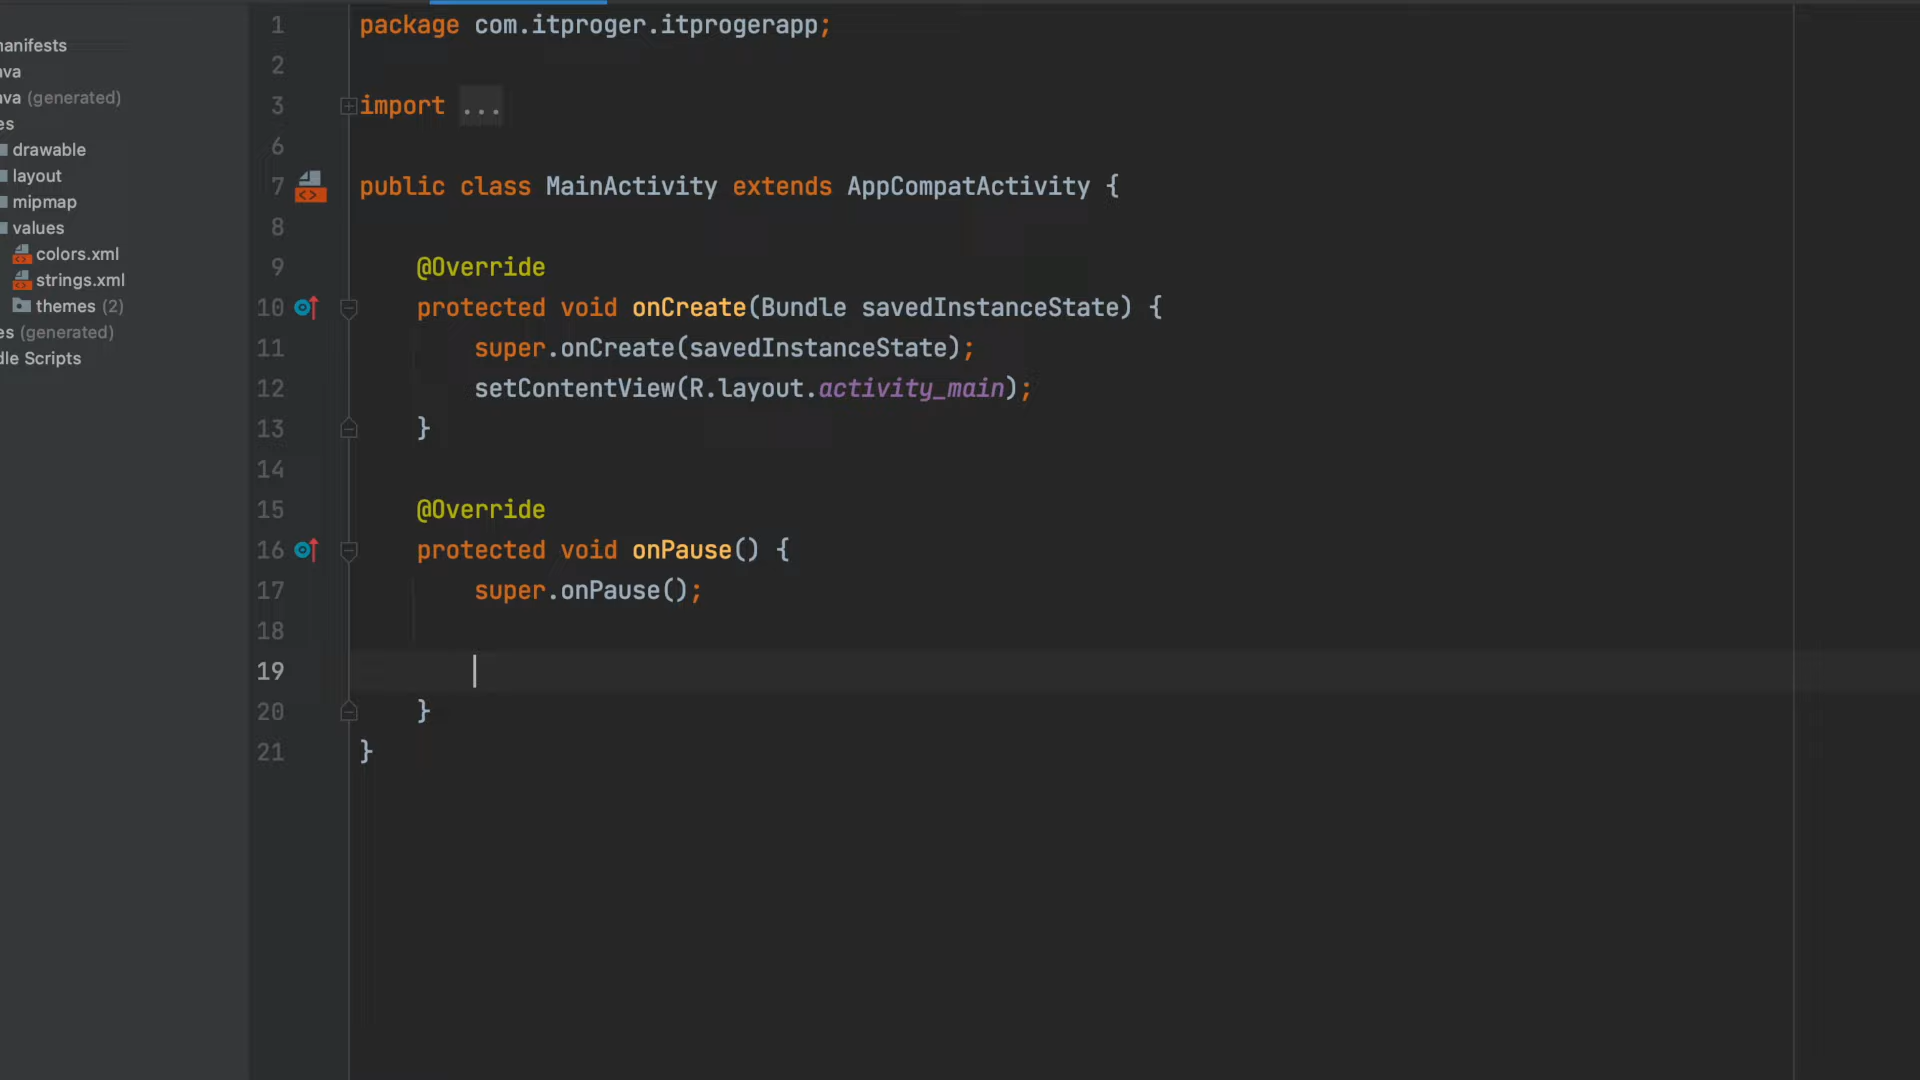 manifests
ava
ava (generated)
es
drawable
layout
mipmap
values
colors.xml
strings.xml
themes (2)
es (generated)
dle Scripts
1 package com.itproger.itprogerapp;
2
3 import ...
6
7 public class MainActivity extends AppCompatActivity {
8
9 @Override
10 protected void onCreate(Bundle savedInstanceState) {
11 super.onCreate(savedInstanceState);
12 setContentView(R.layout.activity_main);
13 }
14
15 @Override
16 protected void onPause() {
17 super.onPause();
18
19
20 }
21 }